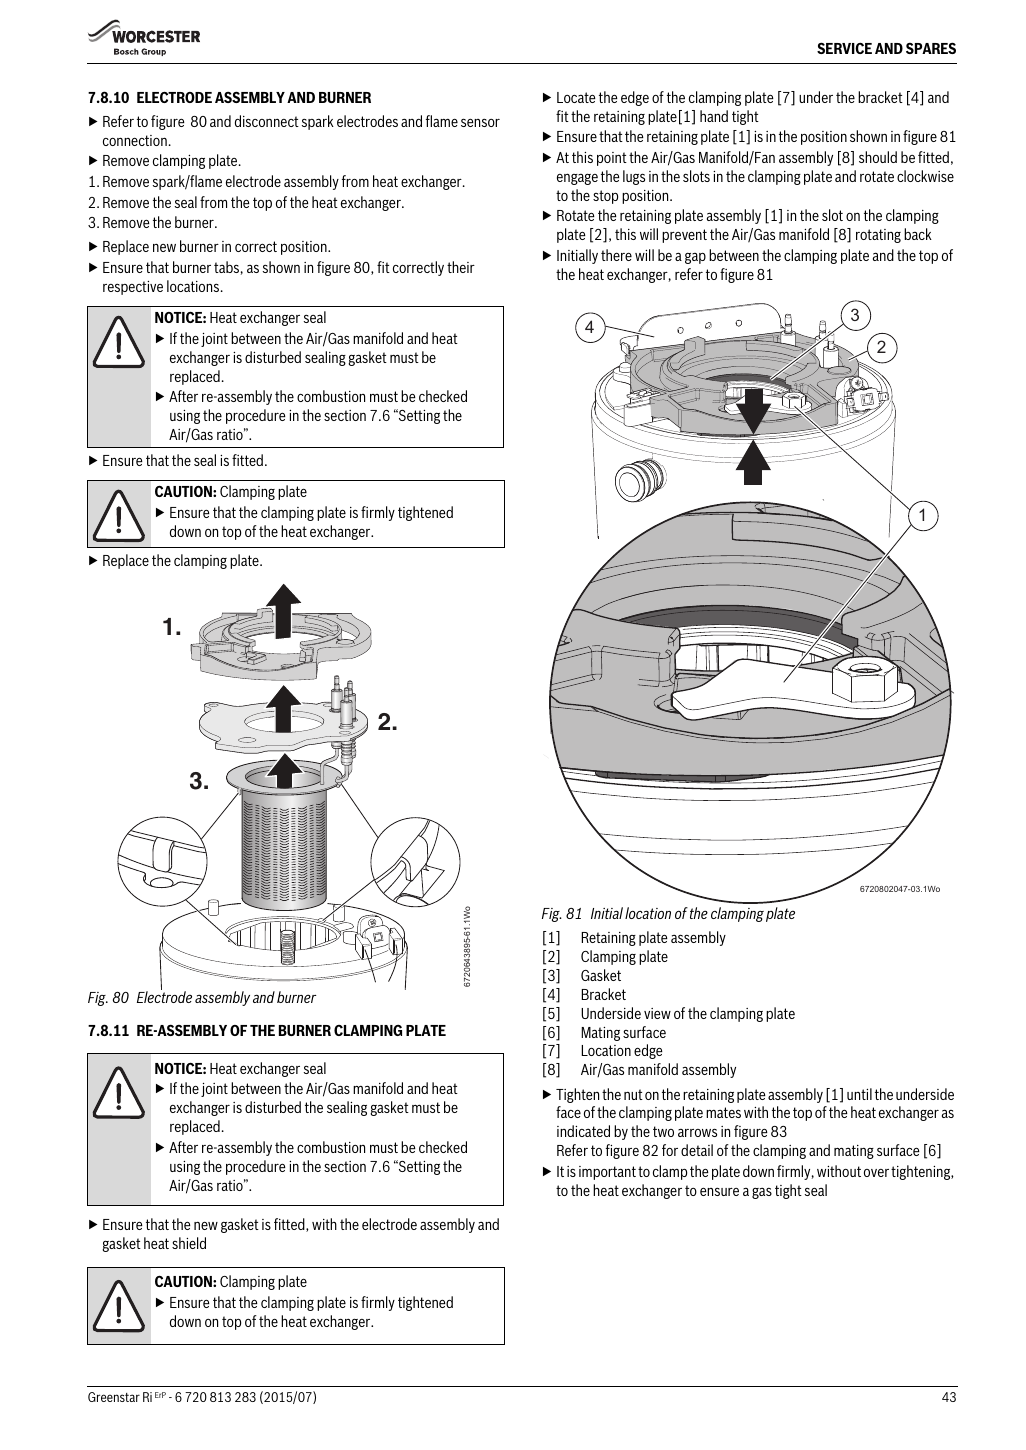 WORCESTER
Bosch Group
SERVICE AND SPARES
7.8.10 ELECTRODE ASSEMBLY AND BURNER
▶ Refer to figure 80 and disconnect spark electrodes and flame sensor
connection.
▶ Remove clamping plate.
1. Remove spark/flame electrode assembly from heat exchanger.
2. Remove the seal from the top of the heat exchanger.
3. Remove the burner.
▶ Replace new burner in correct position.
▶ Ensure that burner tabs, as shown in figure 80, fit correctly their
respective locations.
NOTICE: Heat exchanger seal
▶ If the joint between the Air/Gas manifold and heat
exchanger is disturbed sealing gasket must be
replaced.
▶ After re-assembly the combustion must be checked
using the procedure in the section 7.6 “Setting the
Air/Gas ratio”.
▶ Ensure that the seal is fitted.
CAUTION: Clamping plate
▶ Ensure that the clamping plate is firmly tightened
down on top of the heat exchanger.
▶ Replace the clamping plate.
1.
2.
3.
6720643895-61.1Wo
Fig. 80 Electrode assembly and burner
7.8.11 RE-ASSEMBLY OF THE BURNER CLAMPING PLATE
NOTICE: Heat exchanger seal
▶ If the joint between the Air/Gas manifold and heat
exchanger is disturbed the sealing gasket must be
replaced.
▶ After re-assembly the combustion must be checked
using the procedure in the section 7.6 “Setting the
Air/Gas ratio”.
▶ Ensure that the new gasket is fitted, with the electrode assembly and
gasket heat shield
CAUTION: Clamping plate
▶ Ensure that the clamping plate is firmly tightened
down on top of the heat exchanger.
▶ Locate the edge of the clamping plate [7] under the bracket [4] and
fit the retaining plate[1] hand tight
▶ Ensure that the retaining plate [1] is in the position shown in figure 81
▶ At this point the Air/Gas Manifold/Fan assembly [8] should be fitted,
engage the lugs in the slots in the clamping plate and rotate clockwise
to the stop position.
▶ Rotate the retaining plate assembly [1] in the slot on the clamping
plate [2], this will prevent the Air/Gas manifold [8] rotating back
▶ Initially there will be a gap between the clamping plate and the top of
the heat exchanger, refer to figure 81
3
4
2
1
6720802047-03.1Wo
Fig. 81 Initial location of the clamping plate
[1] Retaining plate assembly
[2] Clamping plate
[3] Gasket
[4] Bracket
[5] Underside view of the clamping plate
[6] Mating surface
[7] Location edge
[8] Air/Gas manifold assembly
▶ Tighten the nut on the retaining plate assembly [1] until the underside
face of the clamping plate mates with the top of the heat exchanger as
indicated by the two arrows in figure 83
Refer to figure 82 for detail of the clamping and mating surface [6]
▶ It is important to clamp the plate down firmly, without over tightening,
to the heat exchanger to ensure a gas tight seal
Greenstar Ri ErP - 6 720 813 283 (2015/07)
43